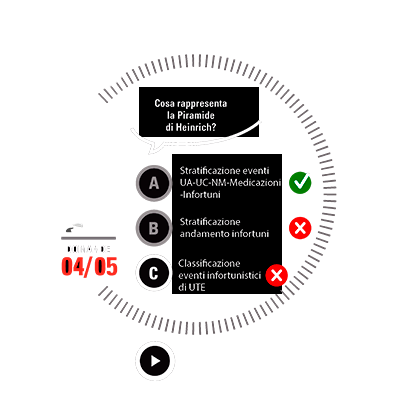 Cosa rappresenta
la Piramide
di Heinrich?
A
Stratificazione eventi
UA-UC-NM-Medicazioni
-Infortuni
B
Stratificazione
andamento infortuni
C
Classificazione
eventi infortunistici
di UTE
04/05